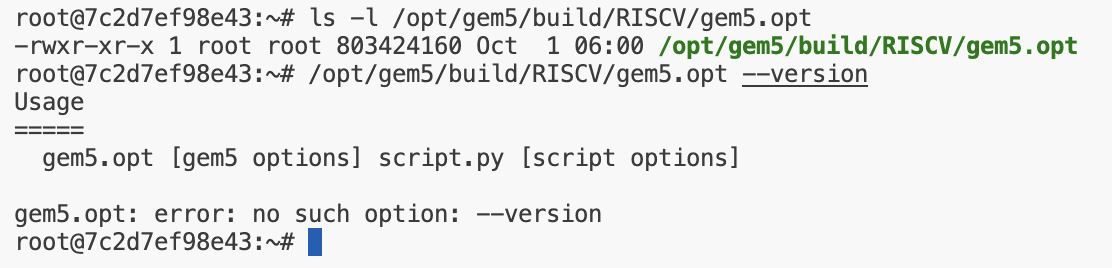 root@7c2d7ef98e43:~# ls -l /opt/gem5/build/RISCV/gem5.opt
-rwxr-xr-x 1 root root 803424160 Oct  1 06:00 /opt/gem5/build/RISCV/gem5.opt
root@7c2d7ef98e43:~# /opt/gem5/build/RISCV/gem5.opt --version
Usage
=====
  gem5.opt [gem5 options] script.py [script options]

gem5.opt: error: no such option: --version
root@7c2d7ef98e43:~#